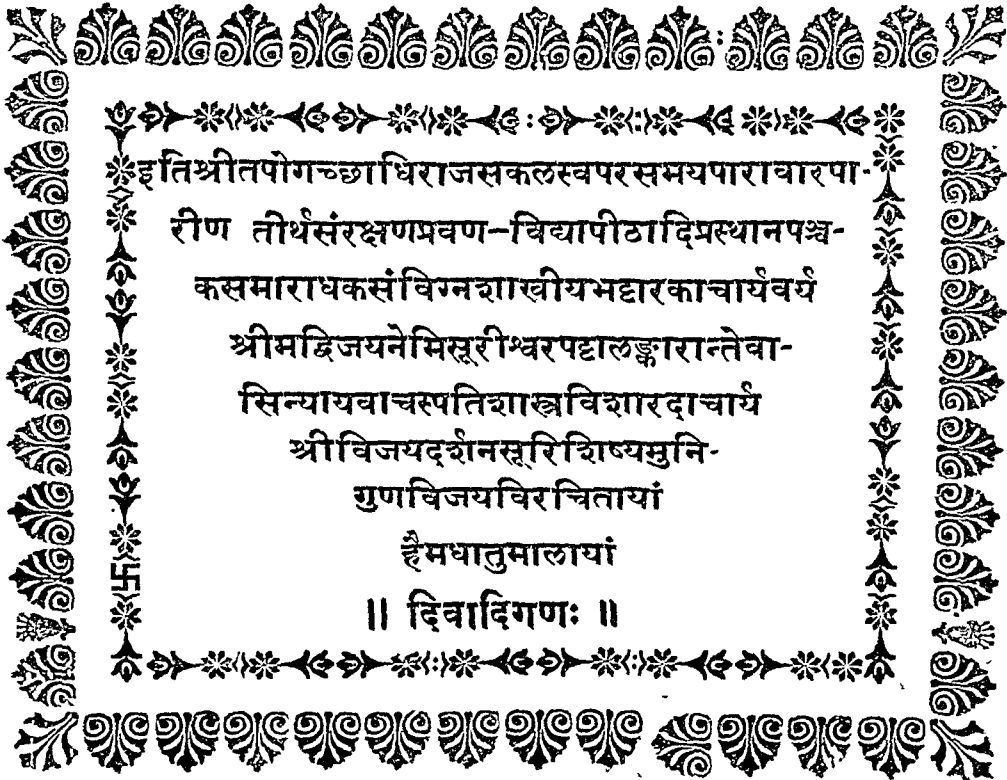 इतिश्रीतपोगच्छाधिराजसकलस्वपरसमयपारावारपा-
रीण तीर्थसंरक्षणप्रवण–विद्यापीठादिप्रस्थानपञ्च-
कसमाराधकसंविग्नशाखीयभट्टारकाचार्यवर्य
श्रीमद्विजयनेमिसूरीश्वरपट्टालङ्कारान्तेवा-
सिन्यायवाचस्पतिशास्त्रविशारदाचार्य
श्रीविजयदर्शनसूरिशिष्यमुनि-
गुणविजयविरचितायां
हैमधातुमालायां
॥ दिवादिगणः ॥